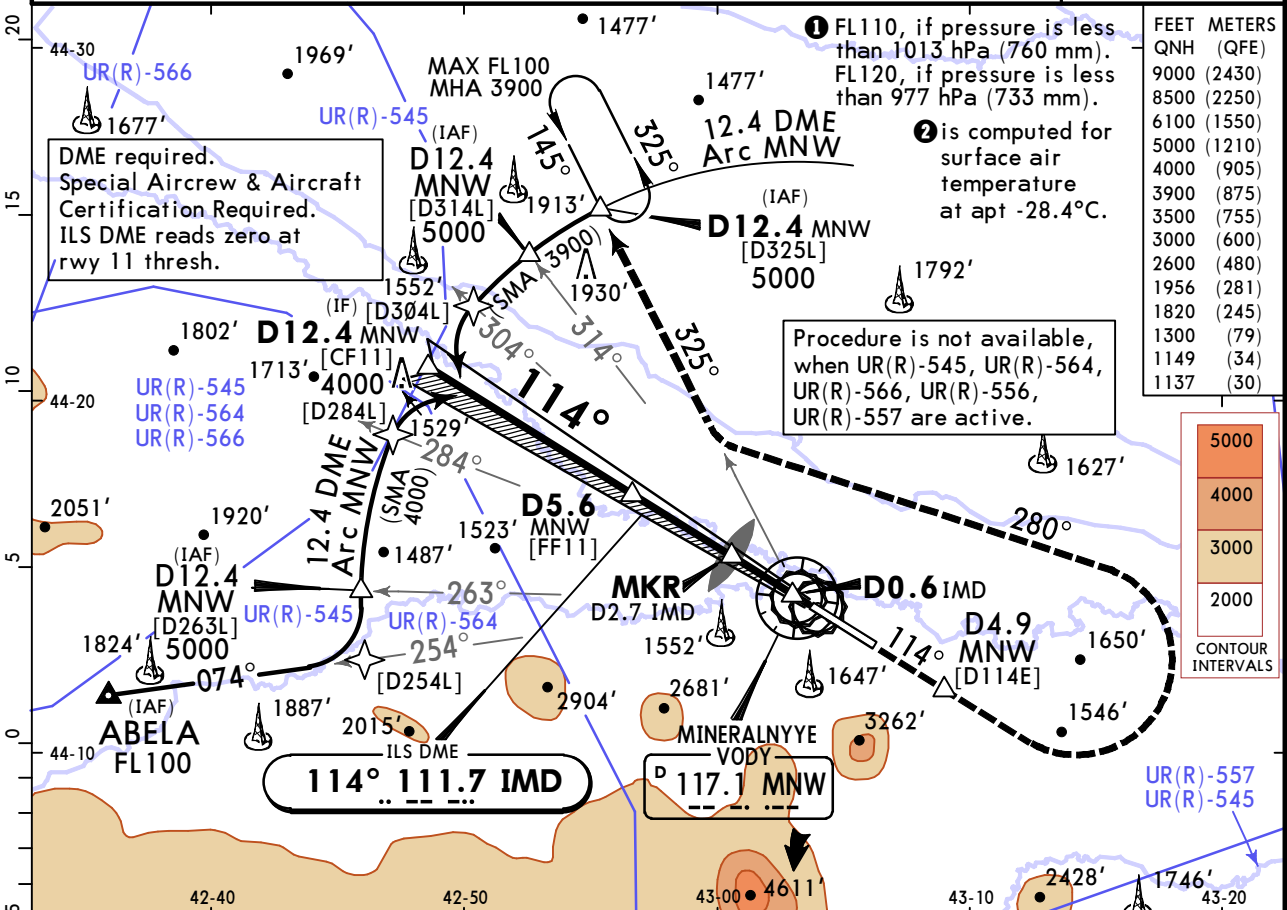 20
44-30
UR(R)-566
1677'
1969'
UR(R)-545
1477'
MAX FL100
MHA 3900
145°
325°
1477'
12.4 DME
Arc MNW
❶ FL110, if pressure is less
than 1013 hPa (760 mm).
FL120, if pressure is less
than 977 hPa (733 mm).
❷ is computed for
surface air
temperature
at apt -28.4°C.
FEET METERS
QNH (QFE)
9000 (2430)
8500 (2250)
6100 (1550)
5000 (1210)
4000 (905)
3900 (875)
3500 (755)
3000 (600)
2600 (480)
1956 (281)
1820 (245)
1300 (79)
1149 (34)
1137 (30)
DME required.
Special Aircrew & Aircraft
Certification Required.
ILS DME reads zero at
rwy 11 thresh.
(IAF)
D12.4
MNW
[D314L]
5000
1913'
(IAF)
D12.4 MNW
[D325L]
5000
15
1552'
(SMA 3900)
1930'
1792'
(IF)
[D304L]
D12.4 MNW
[CF11]
4000
304°
314°
325°
1802'
1713'
Procedure is not available,
when UR(R)-545, UR(R)-564,
UR(R)-566, UR(R)-556,
UR(R)-557 are active.
10
44-20
UR(R)-545
UR(R)-564
UR(R)-566
[D284L]
1529'
114°
284°
12.4 DME
Arc MNW
(SMA
4000)
1627'
5000
4000
3000
2000
CONTOUR
INTERVALS
2051'
1920'
1523'
1487'
D5.6
MNW
[FF11]
280°
5
(IAF)
D12.4
MNW
[D263L]
5000
263°
UR(R)-545
UR(R)-564
MKR
D2.7 IMD
D0.6 IMD
1552'
1824'
254°
[D254L]
074°
114°
D4.9
MNW
[D114E]
1650'
1647'
1546'
(IAF)
ABELA
FL100
1887'
2015'
2904'
2681'
3262'
0
44-10
ILS DME
114° 111.7 IMD
MINERALNYYE
VODY
D 117.1 MNW
UR(R)-557
UR(R)-545
4611'
2428'
1746'
5
42-40
42-50
43-00
43-10
43-20